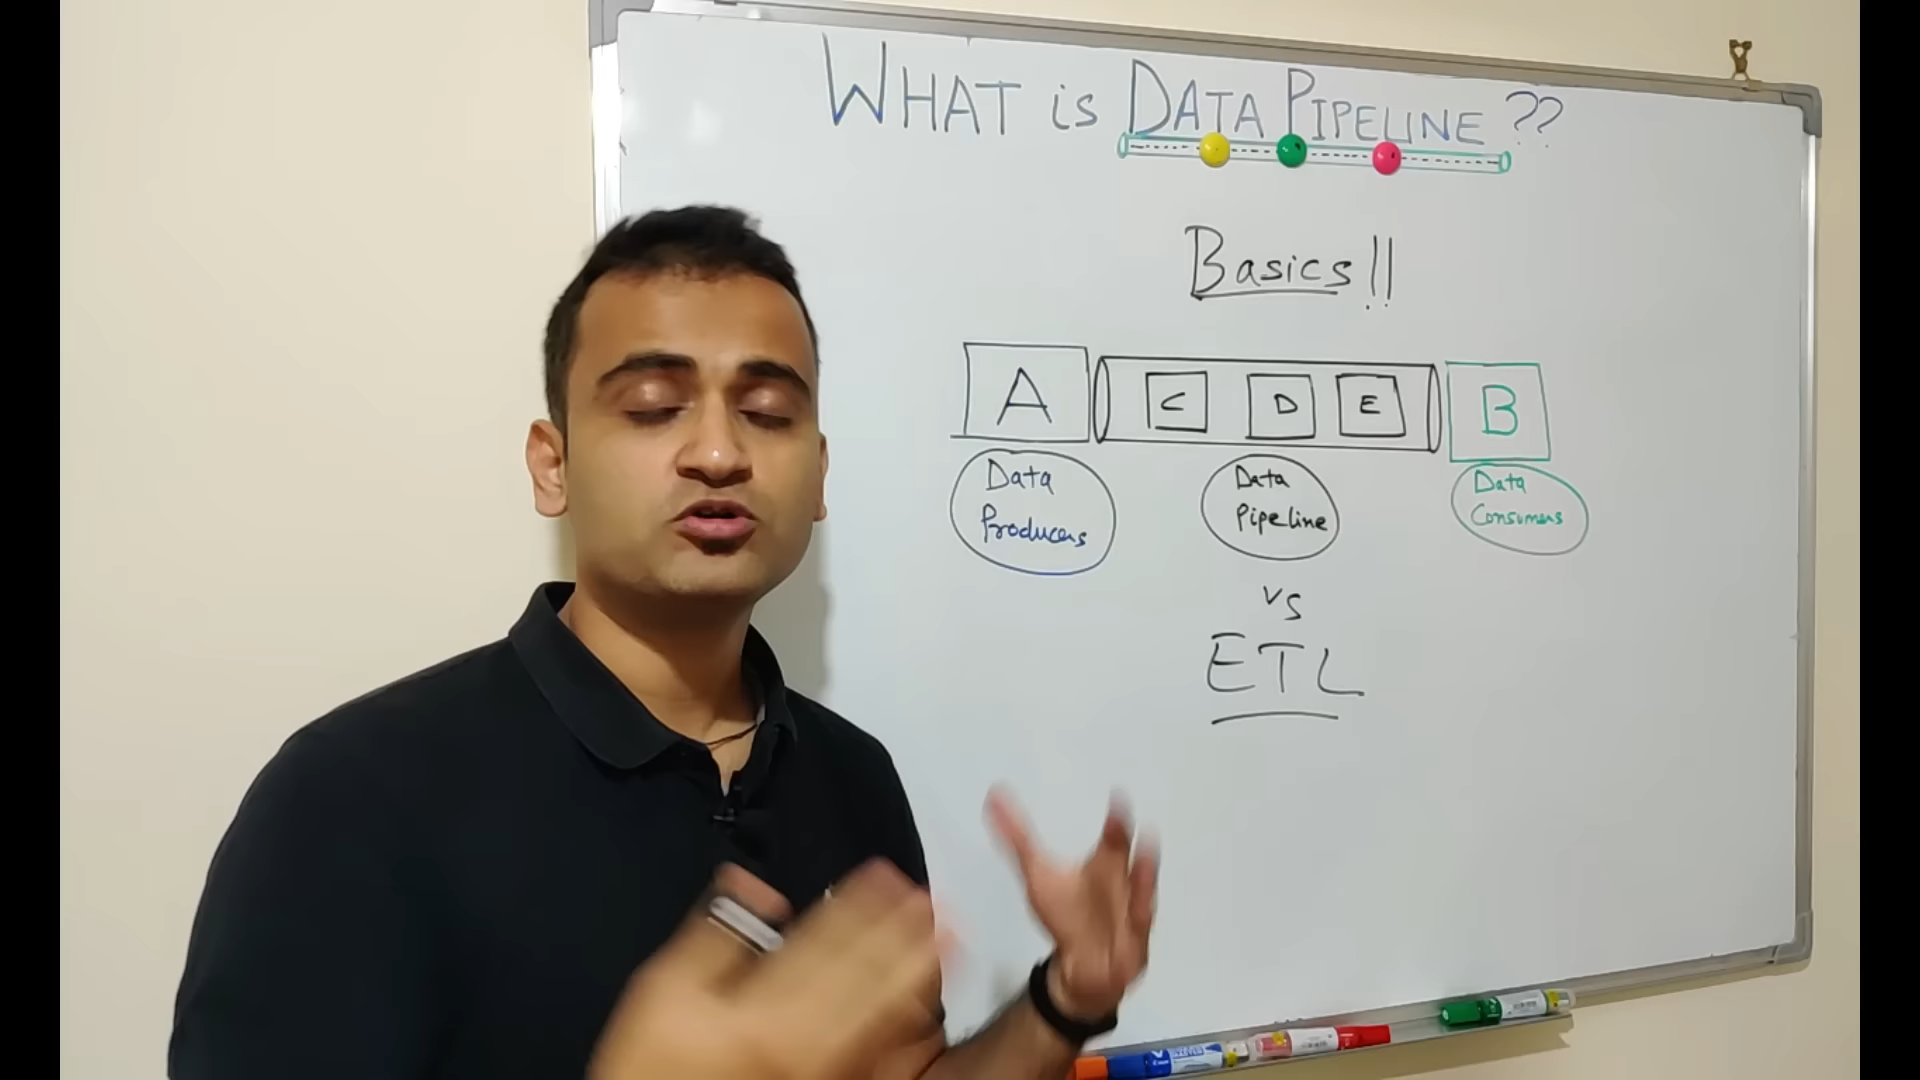 WHAT is DATA PIPELINE ??
Basics!!
A C D E B
Data Producers
Data Pipeline
Data Consumers
vs
ETL